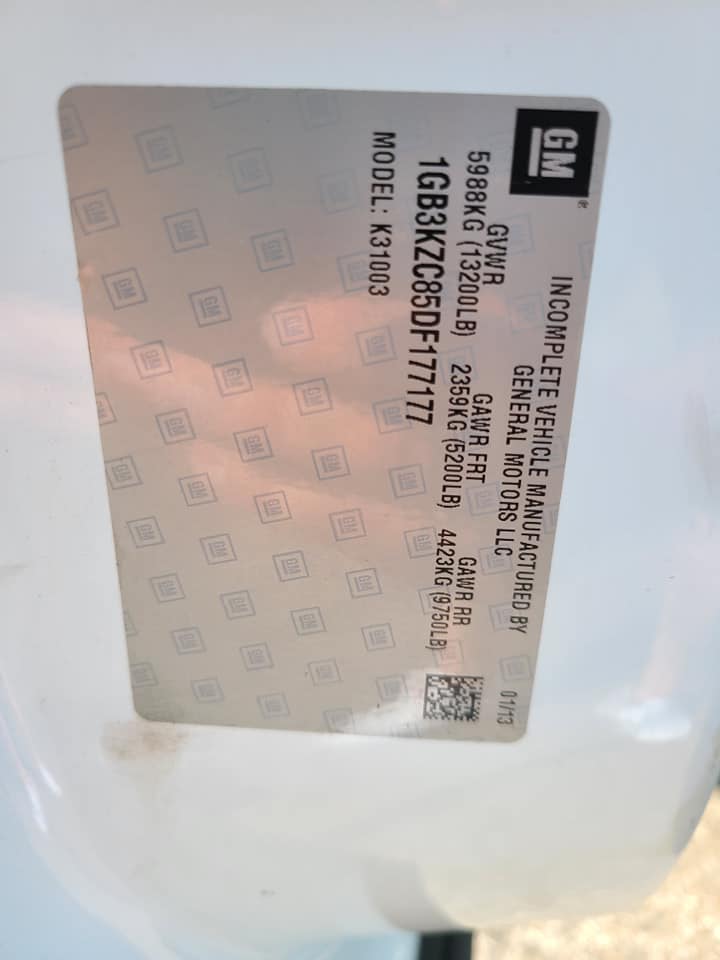 GM®
INCOMPLETE VEHICLE MANUFACTURED BY
GENERAL MOTORS LLC
01/13
GVWR GAWR FRT GAWR RR
5988KG (13200LB) 2359KG (5200LB) 4423KG (9750LB)
1GB3KZC85DF177177
MODEL: K31003